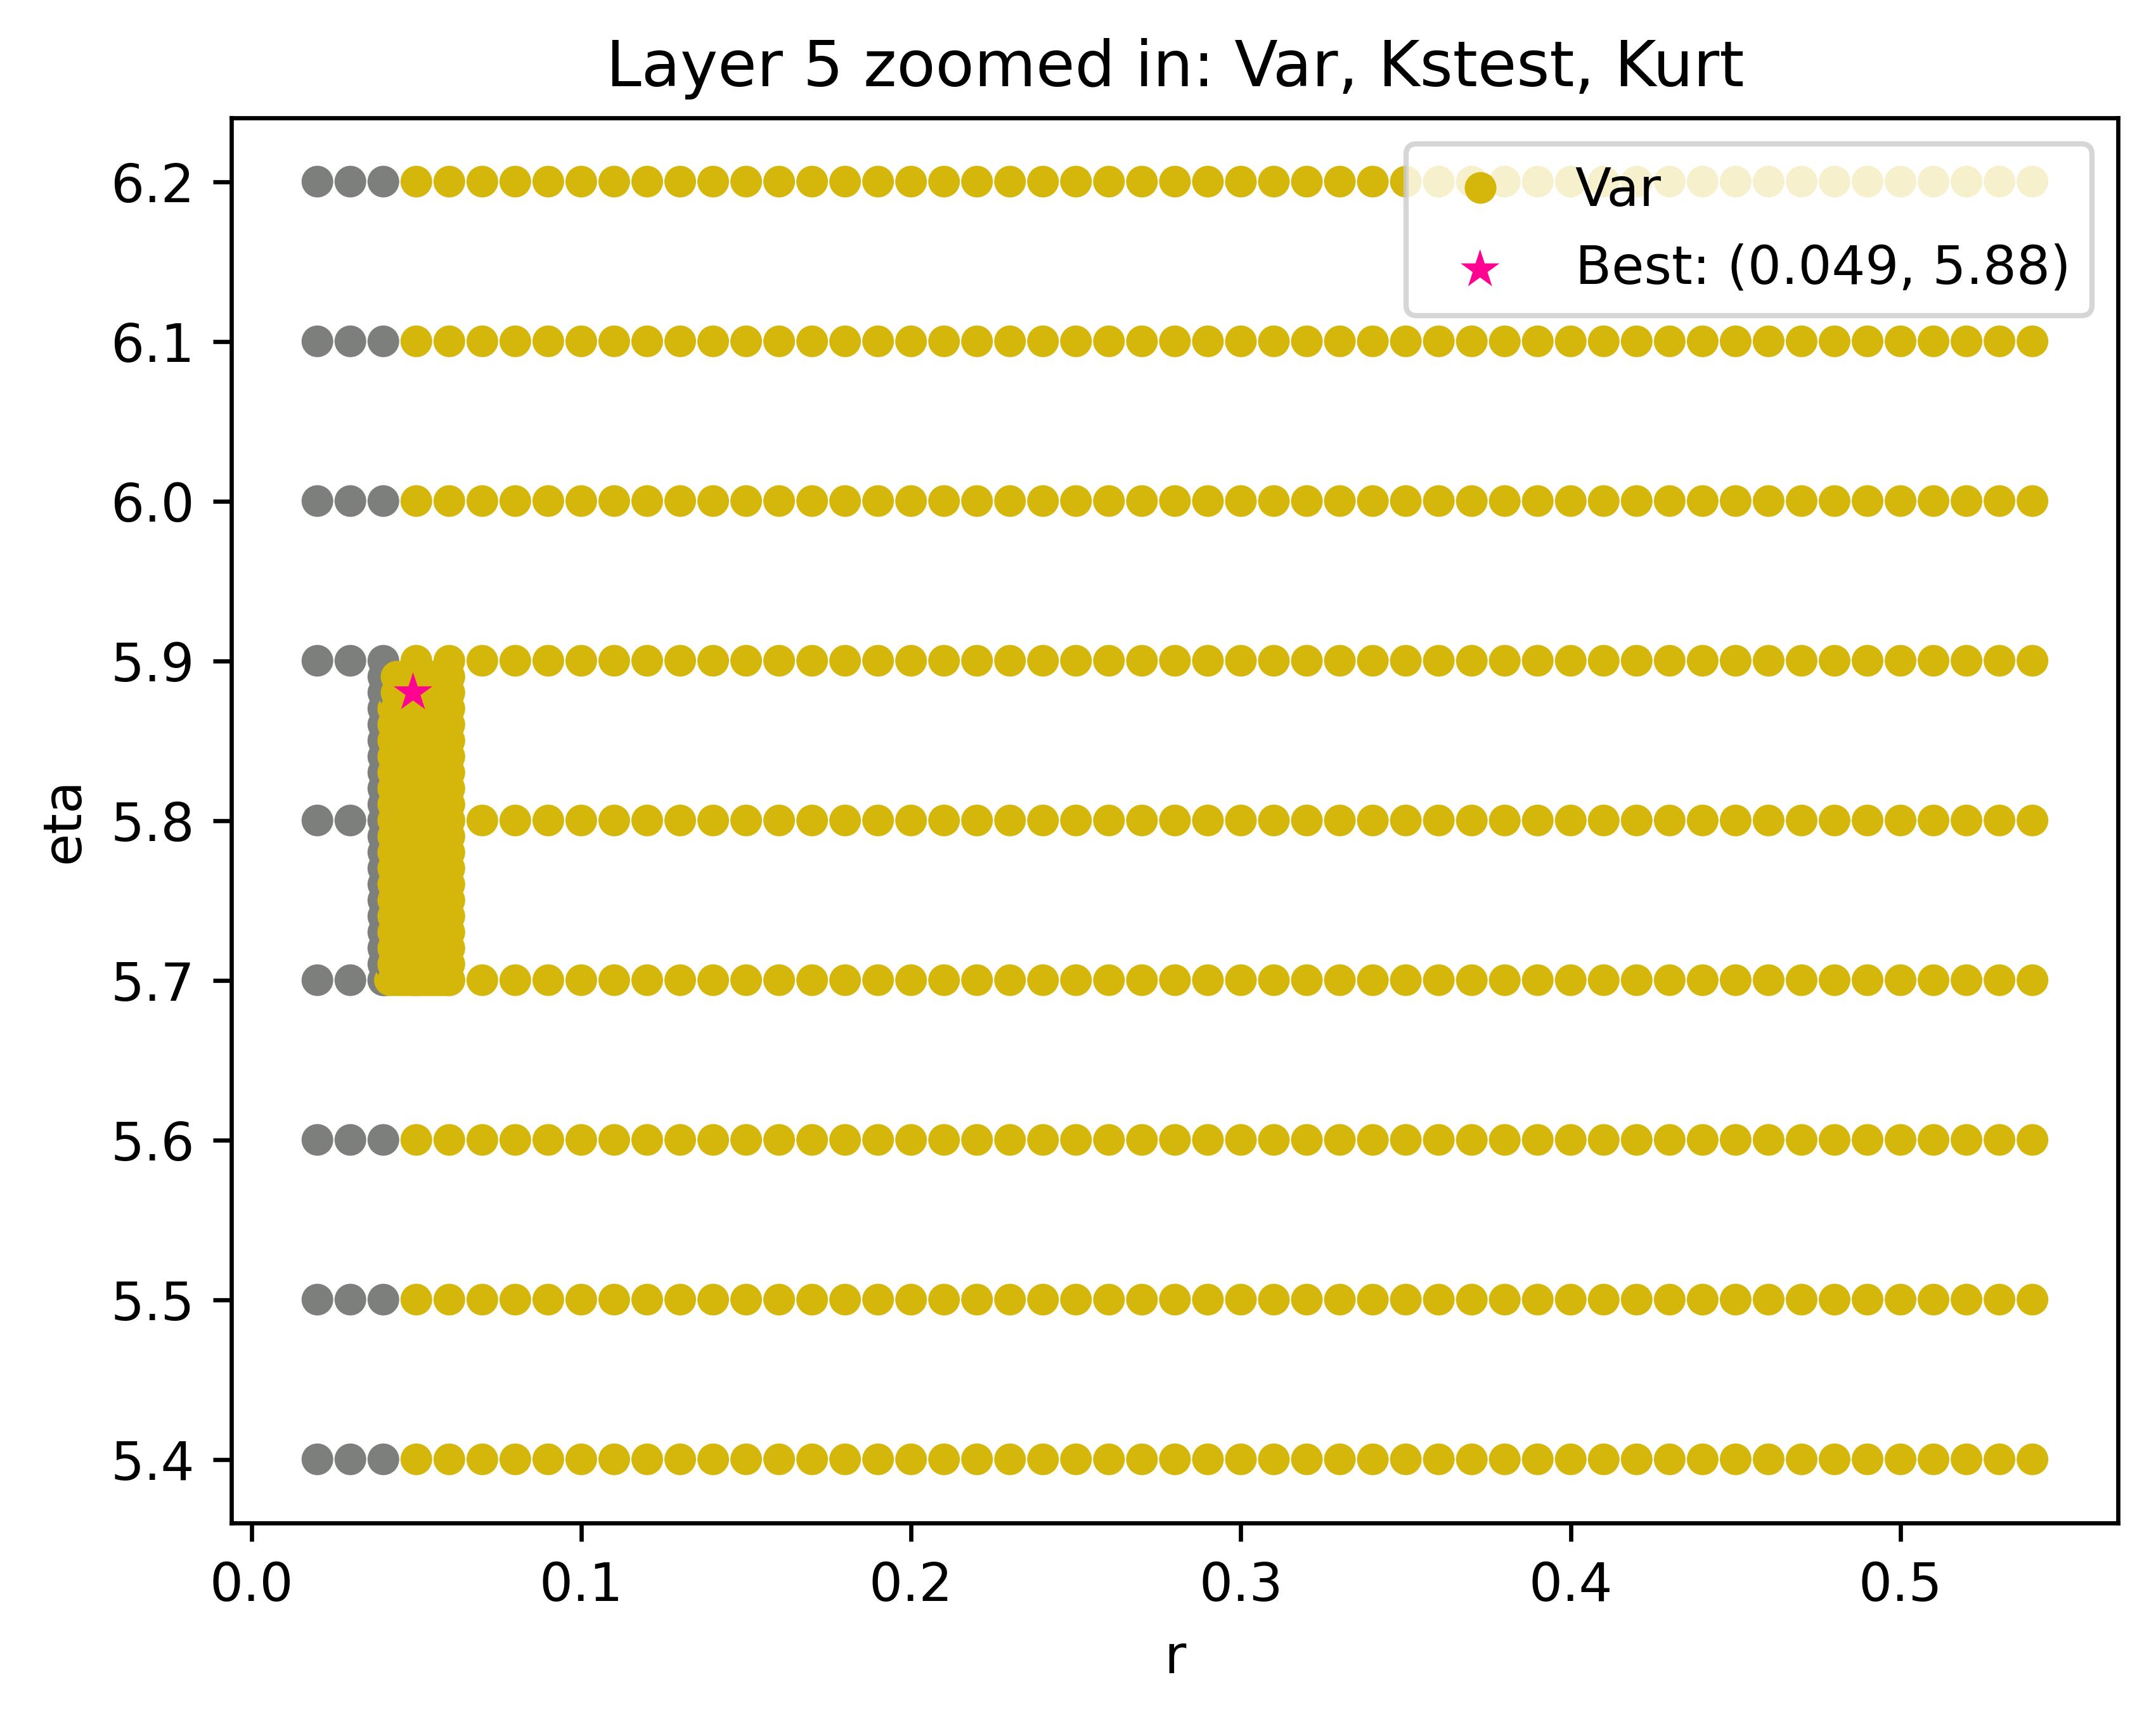 Layer 5 zoomed in: Var, Kstest, Kurt
Var
Best: (0.049, 5.88)
6.2
6.1
6.0
5.9
5.8
5.7
5.6
5.5
5.4
eta
0.0 0.1 0.2 0.3 0.4 0.5
r